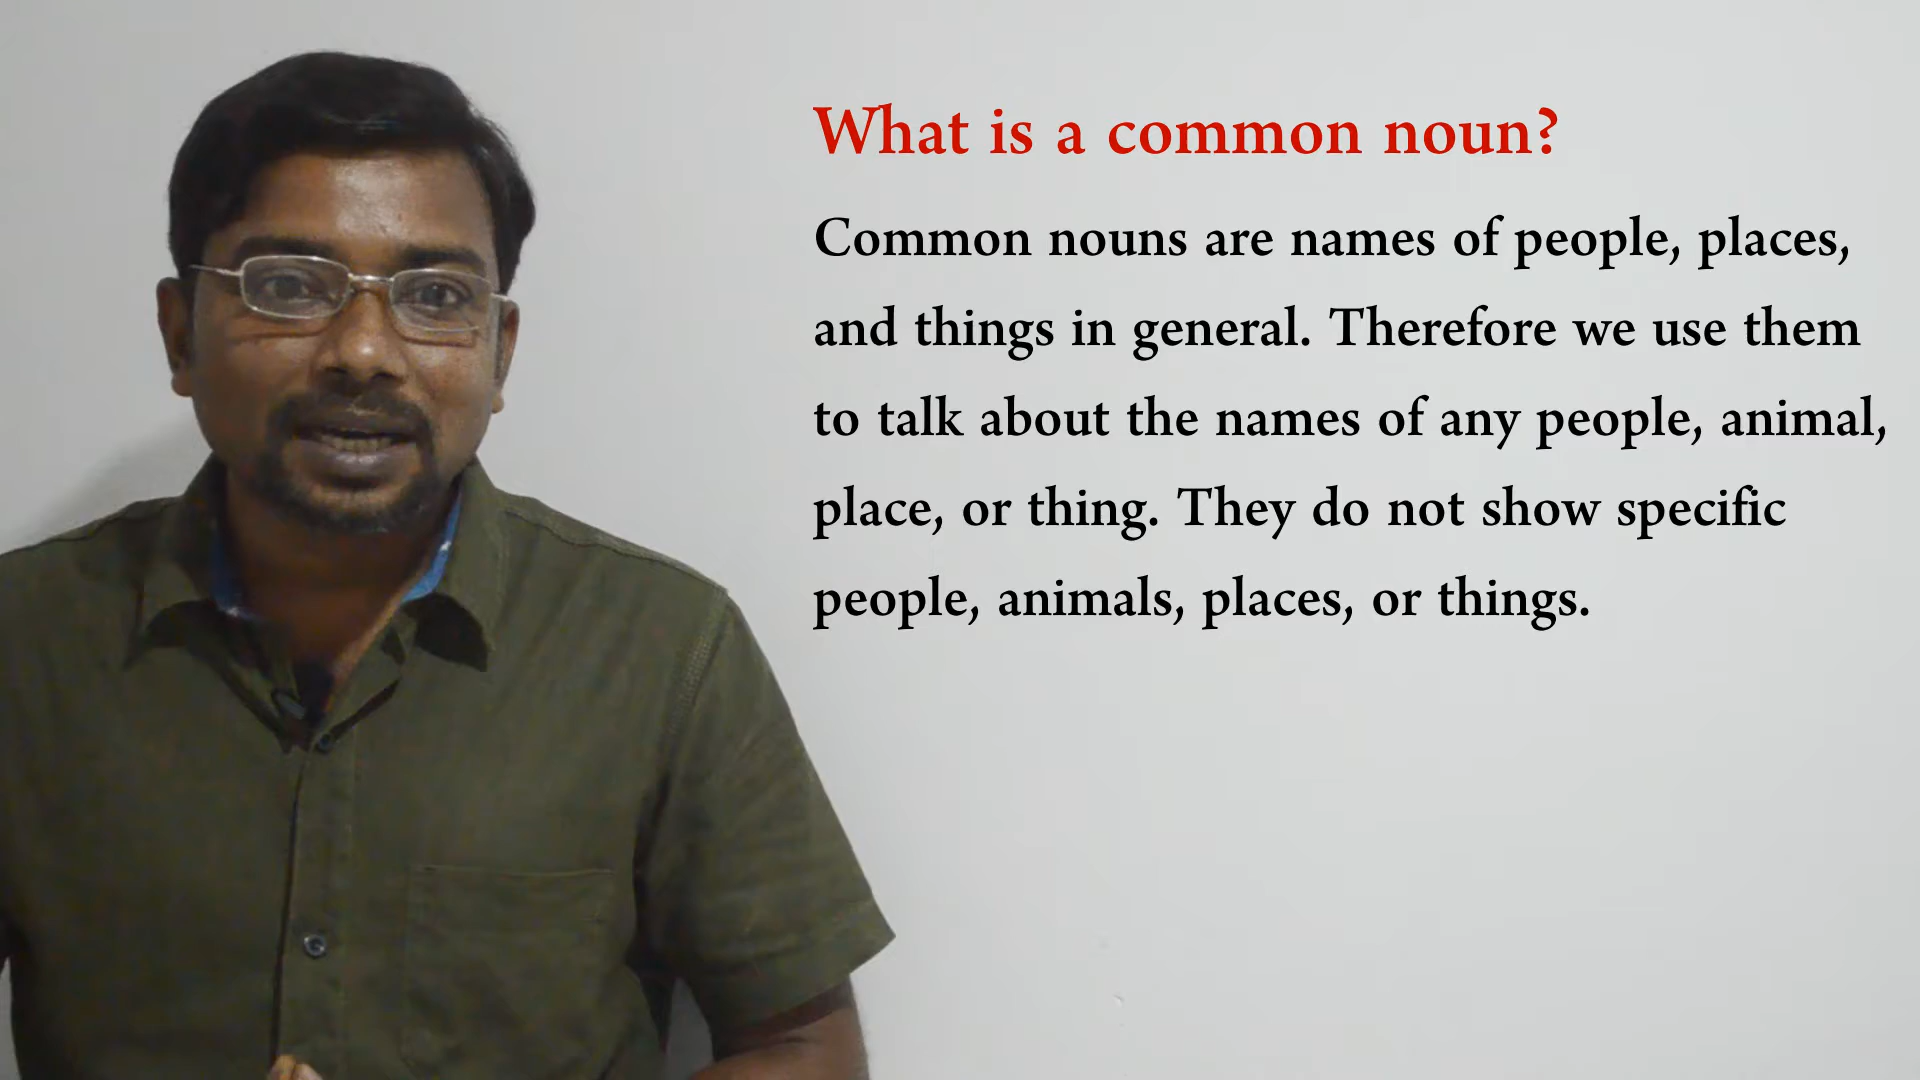 What is a common noun?
Common nouns are names of people, places,
and things in general. Therefore we use them
to talk about the names of any people, animal,
place, or thing. They do not show specific
people, animals, places, or things.